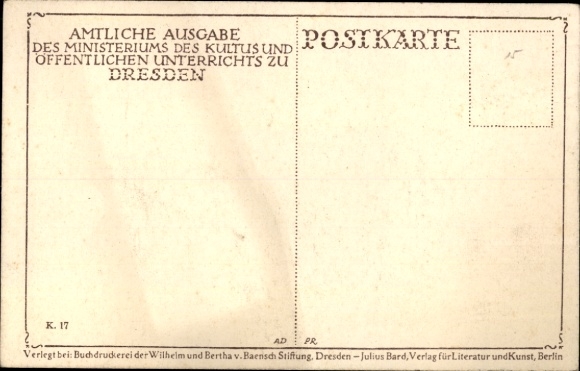 AMTLICHE AUSGABE
DES MINISTERIUMS DES KULTUS UND
ÖFFENTLICHEN UNTERRICHTS ZU
DRESDEN
POSTKARTE
15
K. 17
AD PR.
Verlegt bei: Buchdruckerei der Wilhelm und Bertha v. Baensch Stiftung, Dresden – Julius Bard, Verlag für Literatur und Kunst, Berlin